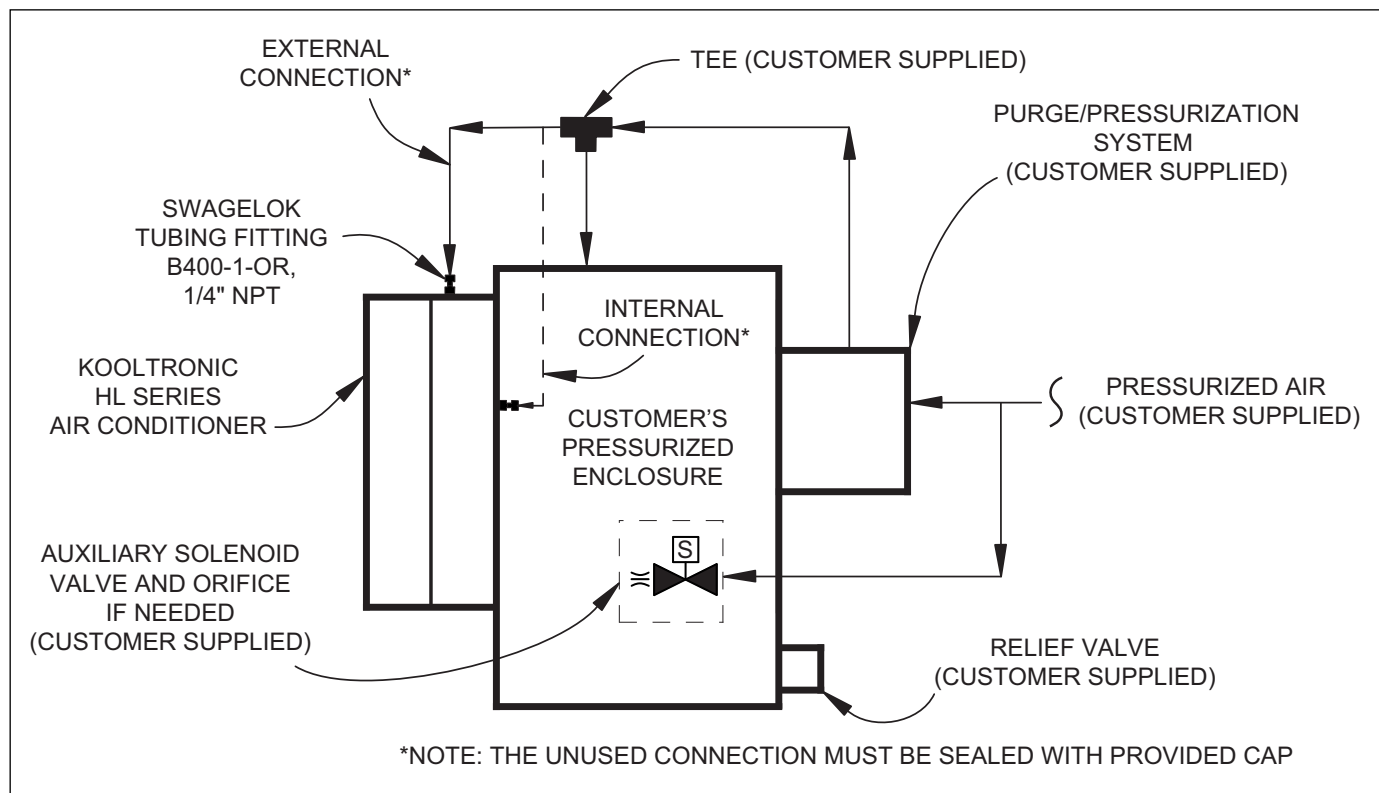 EXTERNAL
CONNECTION*
TEE (CUSTOMER SUPPLIED)
PURGE/PRESSURIZATION
SYSTEM
(CUSTOMER SUPPLIED)
SWAGELOK
TUBING FITTING
B400-1-OR,
1/4" NPT
INTERNAL
CONNECTION*
KOOLTRONIC
HL SERIES
AIR CONDITIONER
PRESSURIZED AIR
(CUSTOMER SUPPLIED)
CUSTOMER'S
PRESSURIZED
ENCLOSURE
S
AUXILIARY SOLENOID
VALVE AND ORIFICE
IF NEEDED
(CUSTOMER SUPPLIED)
RELIEF VALVE
(CUSTOMER SUPPLIED)
*NOTE: THE UNUSED CONNECTION MUST BE SEALED WITH PROVIDED CAP